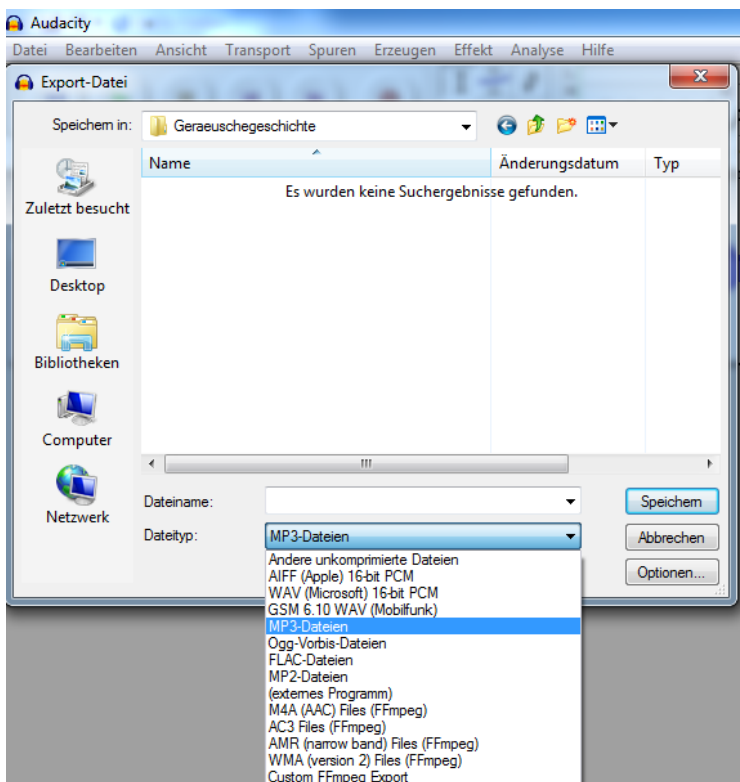 Audacity
Datei Bearbeiten Ansicht Transport Spuren Erzeugen Effekt Analyse Hilfe
Export-Datei
Speichern in: Geraeuschegeschichte
Name Änderungsdatum Typ
Es wurden keine Suchergebnisse gefunden.
Zuletzt besucht
Desktop
Bibliotheken
Computer
Netzwerk
Dateiname: Speichern
Dateityp: MP3-Dateien Abbrechen
Optionen...
Andere unkomprimierte Dateien
AIFF (Apple) 16-bit PCM
WAV (Microsoft) 16-bit PCM
GSM 6.10 WAV (Mobilfunk)
MP3-Dateien
Ogg-Vorbis-Dateien
FLAC-Dateien
MP2-Dateien
(externes Programm)
M4A (AAC) Files (FFmpeg)
AC3 Files (FFmpeg)
AMR (narrow band) Files (FFmpeg)
WMA (version 2) Files (FFmpeg)
Custom FFmpeg Export